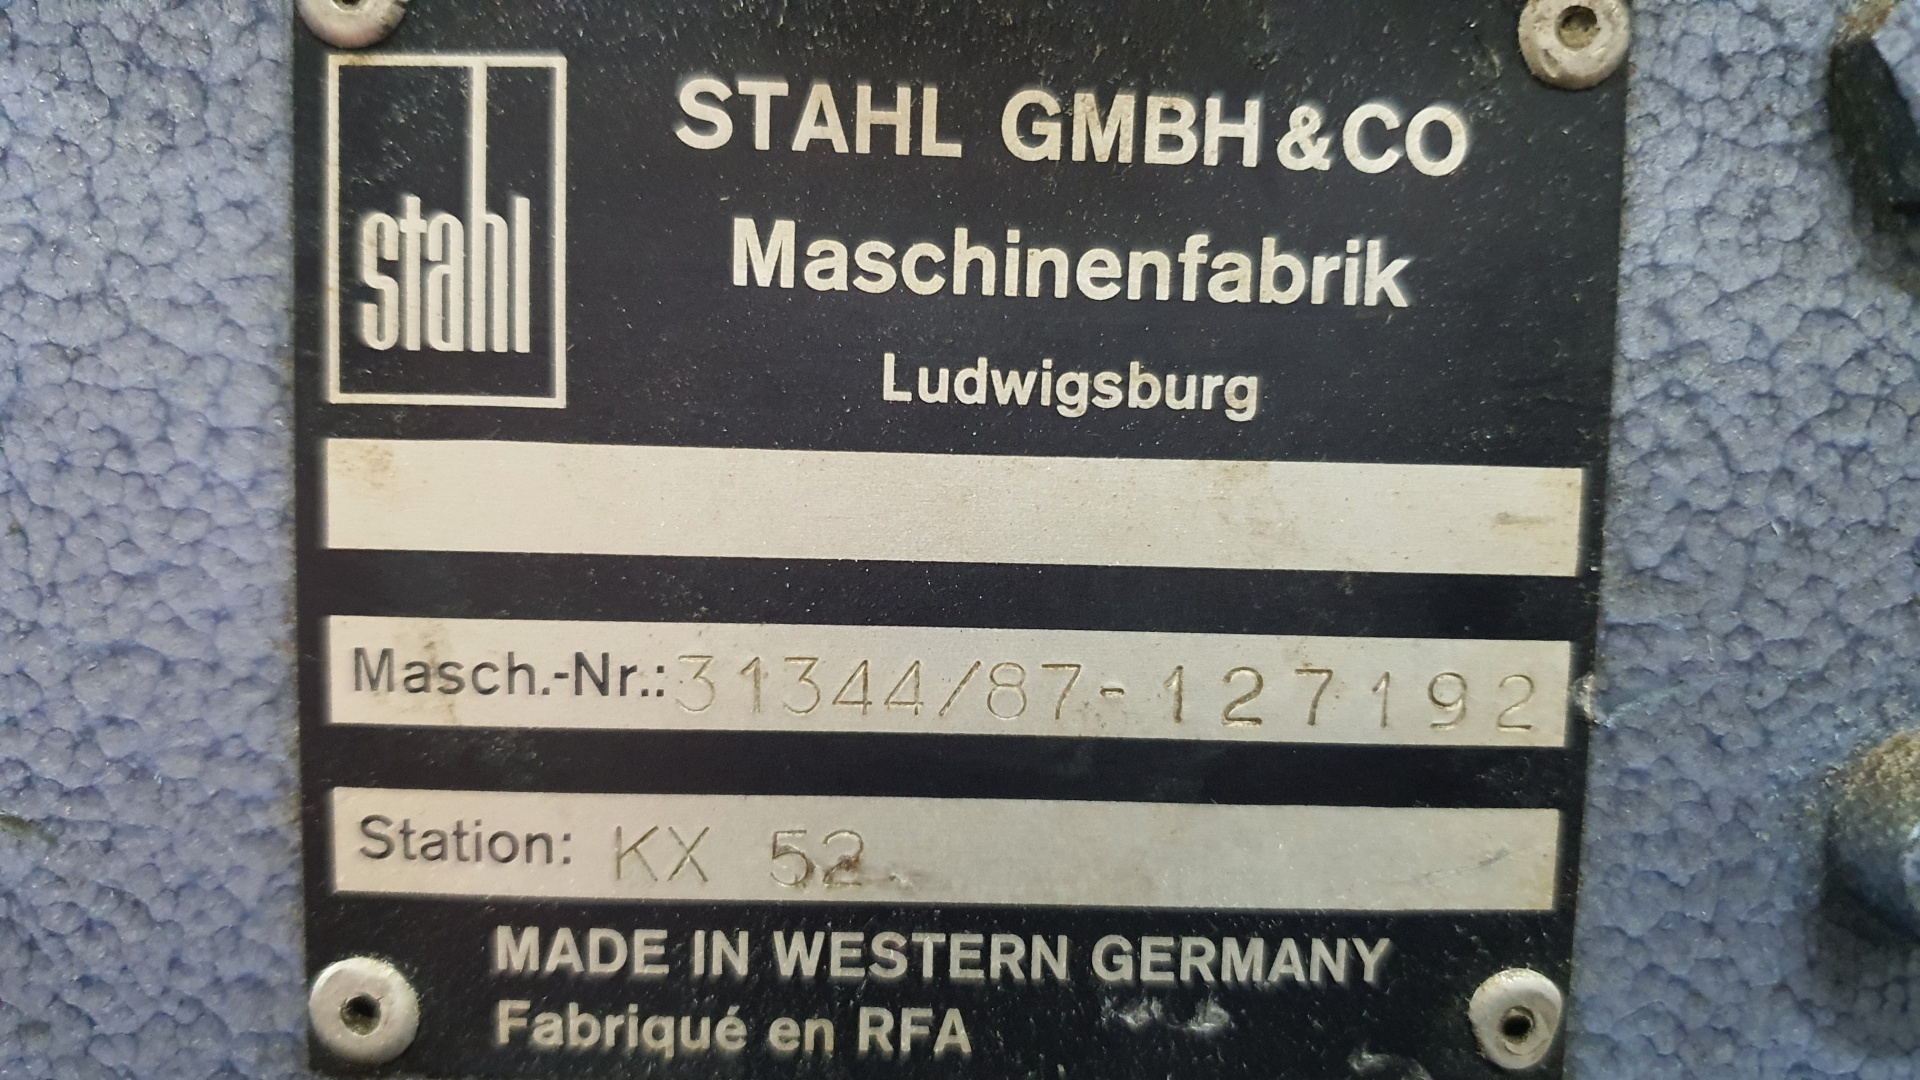 stahl
STAHL GMBH & CO
Maschinenfabrik
Ludwigsburg
Masch.-Nr.: 31344/87-127192
Station: KX 52
MADE IN WESTERN GERMANY
Fabriqué en RFA